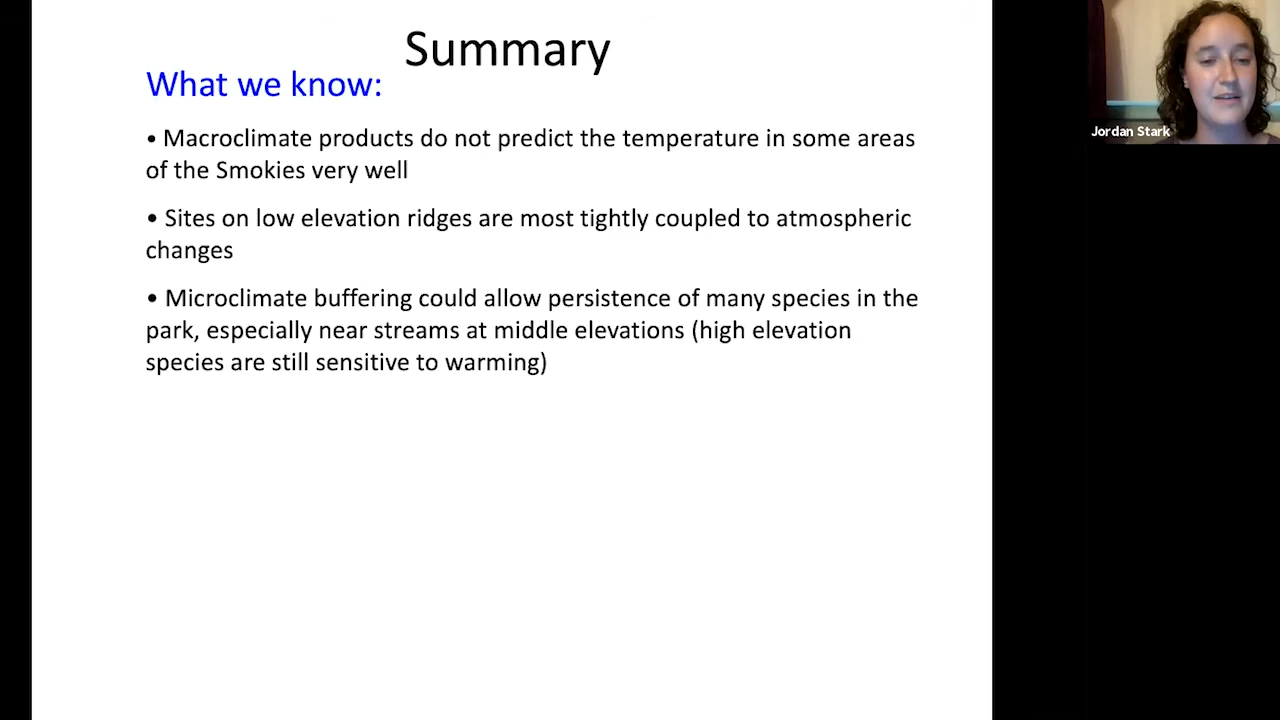 Summary
What we know:
• Macroclimate products do not predict the temperature in some areas
of the Smokies very well
• Sites on low elevation ridges are most tightly coupled to atmospheric
changes
• Microclimate buffering could allow persistence of many species in the
park, especially near streams at middle elevations (high elevation
species are still sensitive to warming)
Jordan Stark